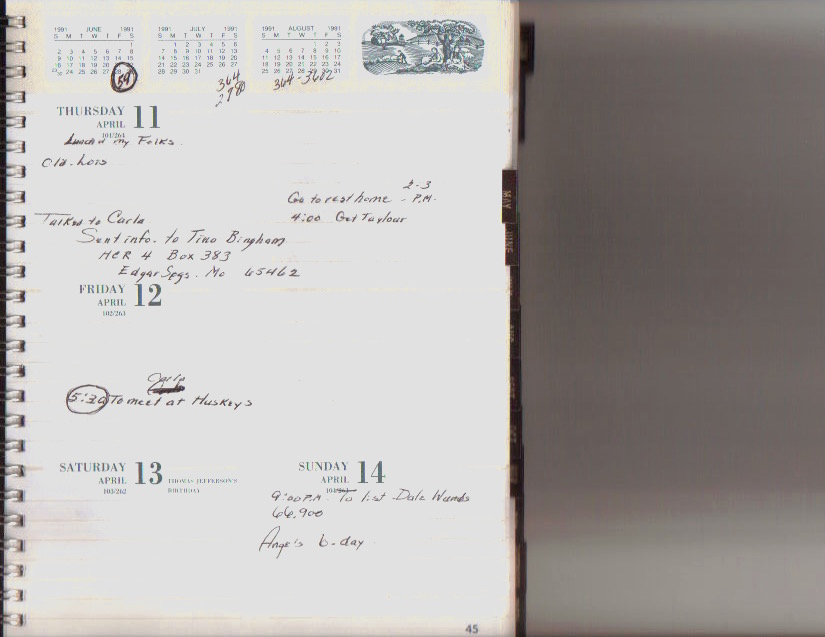 1991 JUNE 1991
S M T W T F S
1
2 3 4 5 6 7 8
9 10 11 12 13 14 15
16 17 18 19 20 21 22
23/30 24 25 26 27 28 29
1991 JULY 1991
S M T W T F S
1 2 3 4 5 6
7 8 9 10 11 12 13
14 15 16 17 18 19 20
21 22 23 24 25 26 27
28 29 30 31
1991 AUGUST 1991
S M T W T F S
1 2 3
4 5 6 7 8 9 10
11 12 13 14 15 16 17
18 19 20 21 22 23 24
25 26 27 28 29 30 31
59
364
2780
364-3602
THURSDAY 11
APRIL
101/264
my Folks.
Old. Lois
2-3
Go to rest home - P.M.
4:00 Get Taylour
Talked to Carla
Sent info. to Tino Bingham
HCR 4 Box 383
Edgar Spgs. Mo 65462
MAY
JUNE
FRIDAY 12
APRIL
102/263
Carla
5:30 To meet at Huskeys
SATURDAY 13
APRIL
103/262
THOMAS JEFFERSON'S
BIRTHDAY
SUNDAY 14
APRIL
104/261
9:00 P.M. To list Dale Wands
66,900
Ange's b-day
45